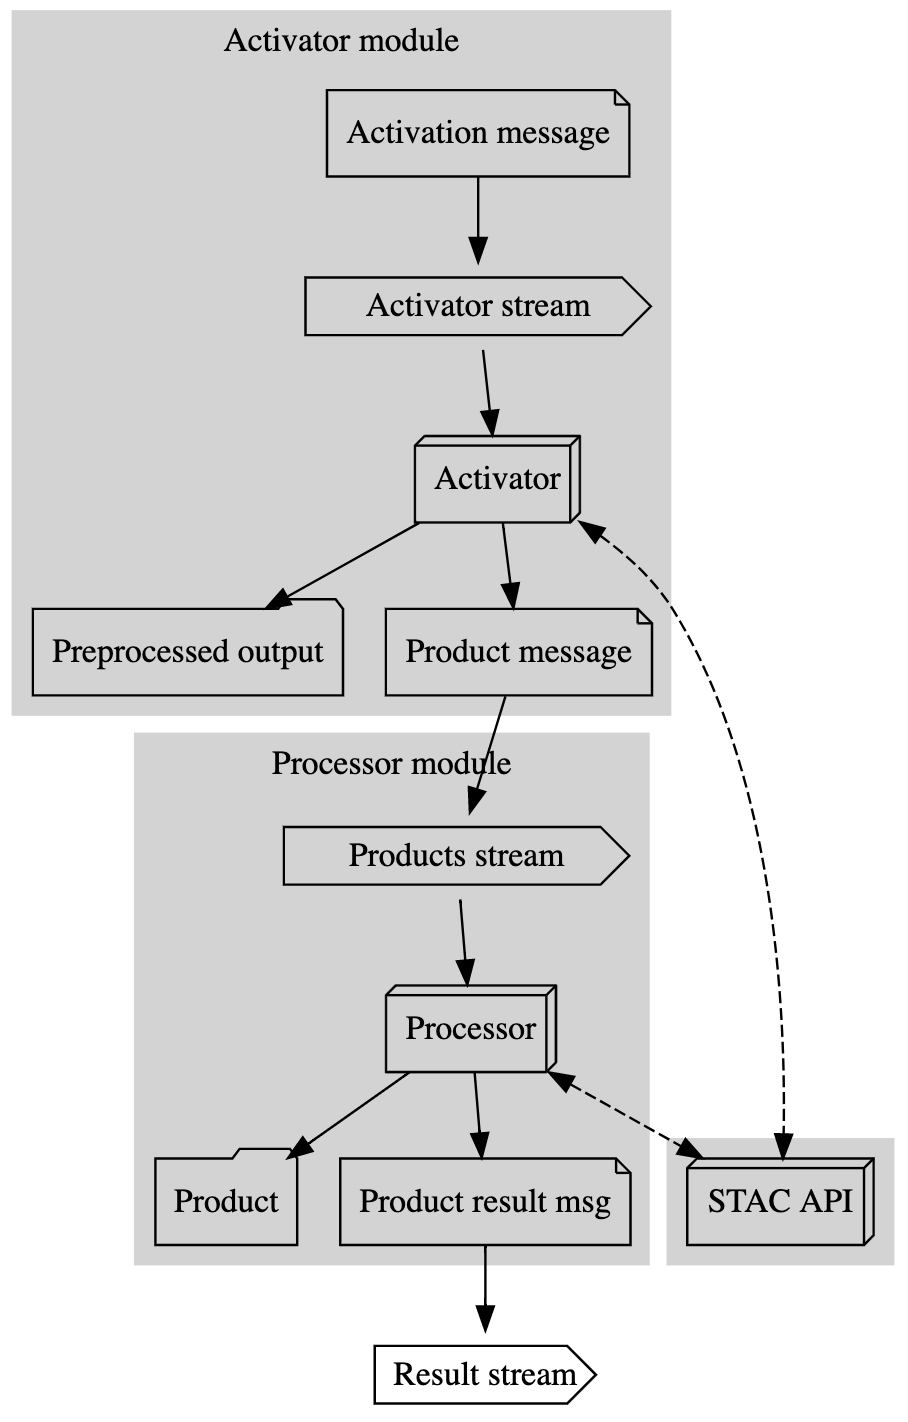 Activator module
Activation message
Activator stream
Activator
Preprocessed output
Product message
Processor module
Products stream
Processor
Product
Product result msg
STAC API
Result stream